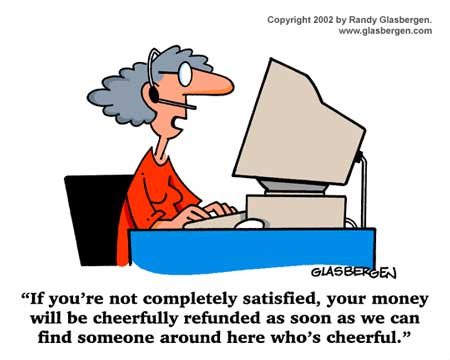 Copyright 2002 by Randy Glasbergen.
www.glasbergen.com
GLASBERGEN
“If you’re not completely satisfied, your money
will be cheerfully refunded as soon as we can
find someone around here who’s cheerful.”